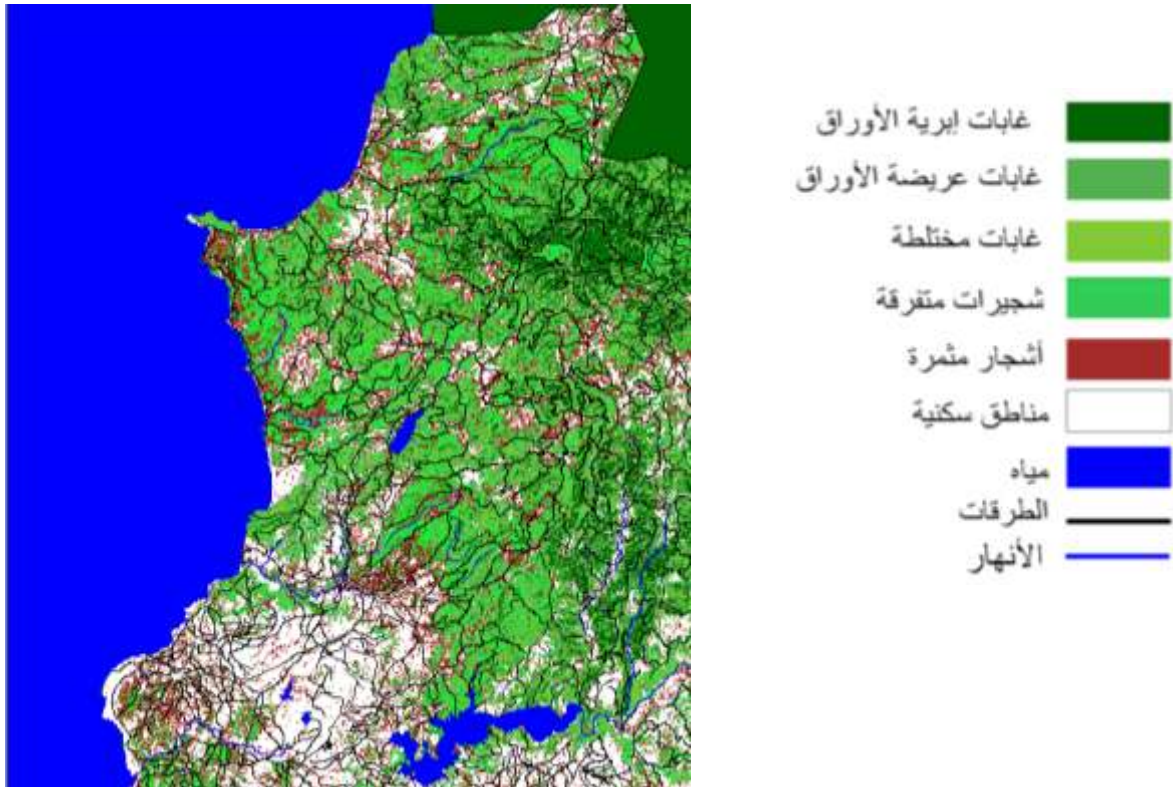 غابات إبرية الأوراق
غابات عريضة الأوراق
غابات مختلطة
شجيرات متفرقة
أشجار مثمرة
مناطق سكنية
مياه
الطرقات
الأنهار